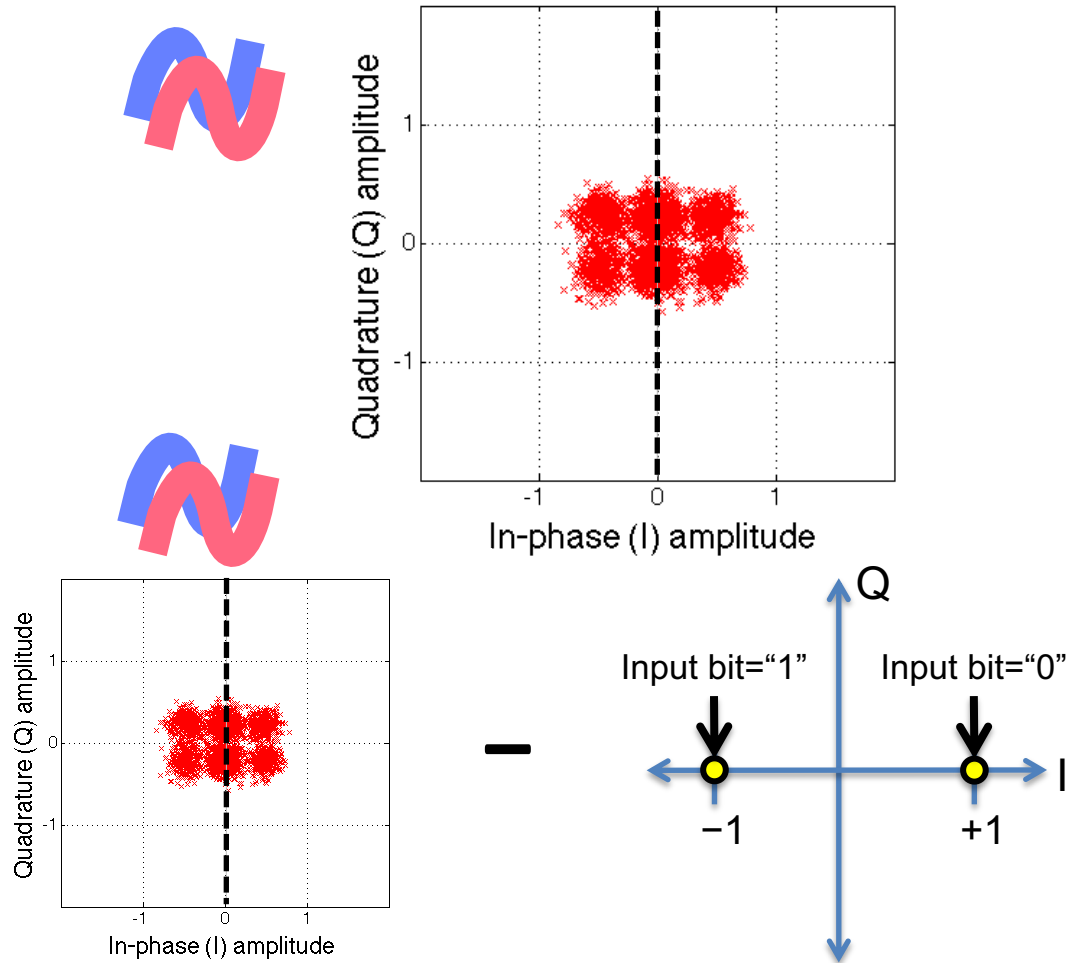 Quadrature (Q) amplitude
1
0
-1
-1
0
1
In-phase (I) amplitude
Quadrature (Q) amplitude
1
0
-1
-1
0
1
In-phase (I) amplitude
Q
Input bit=“1”
Input bit=“0”
I
−1
+1